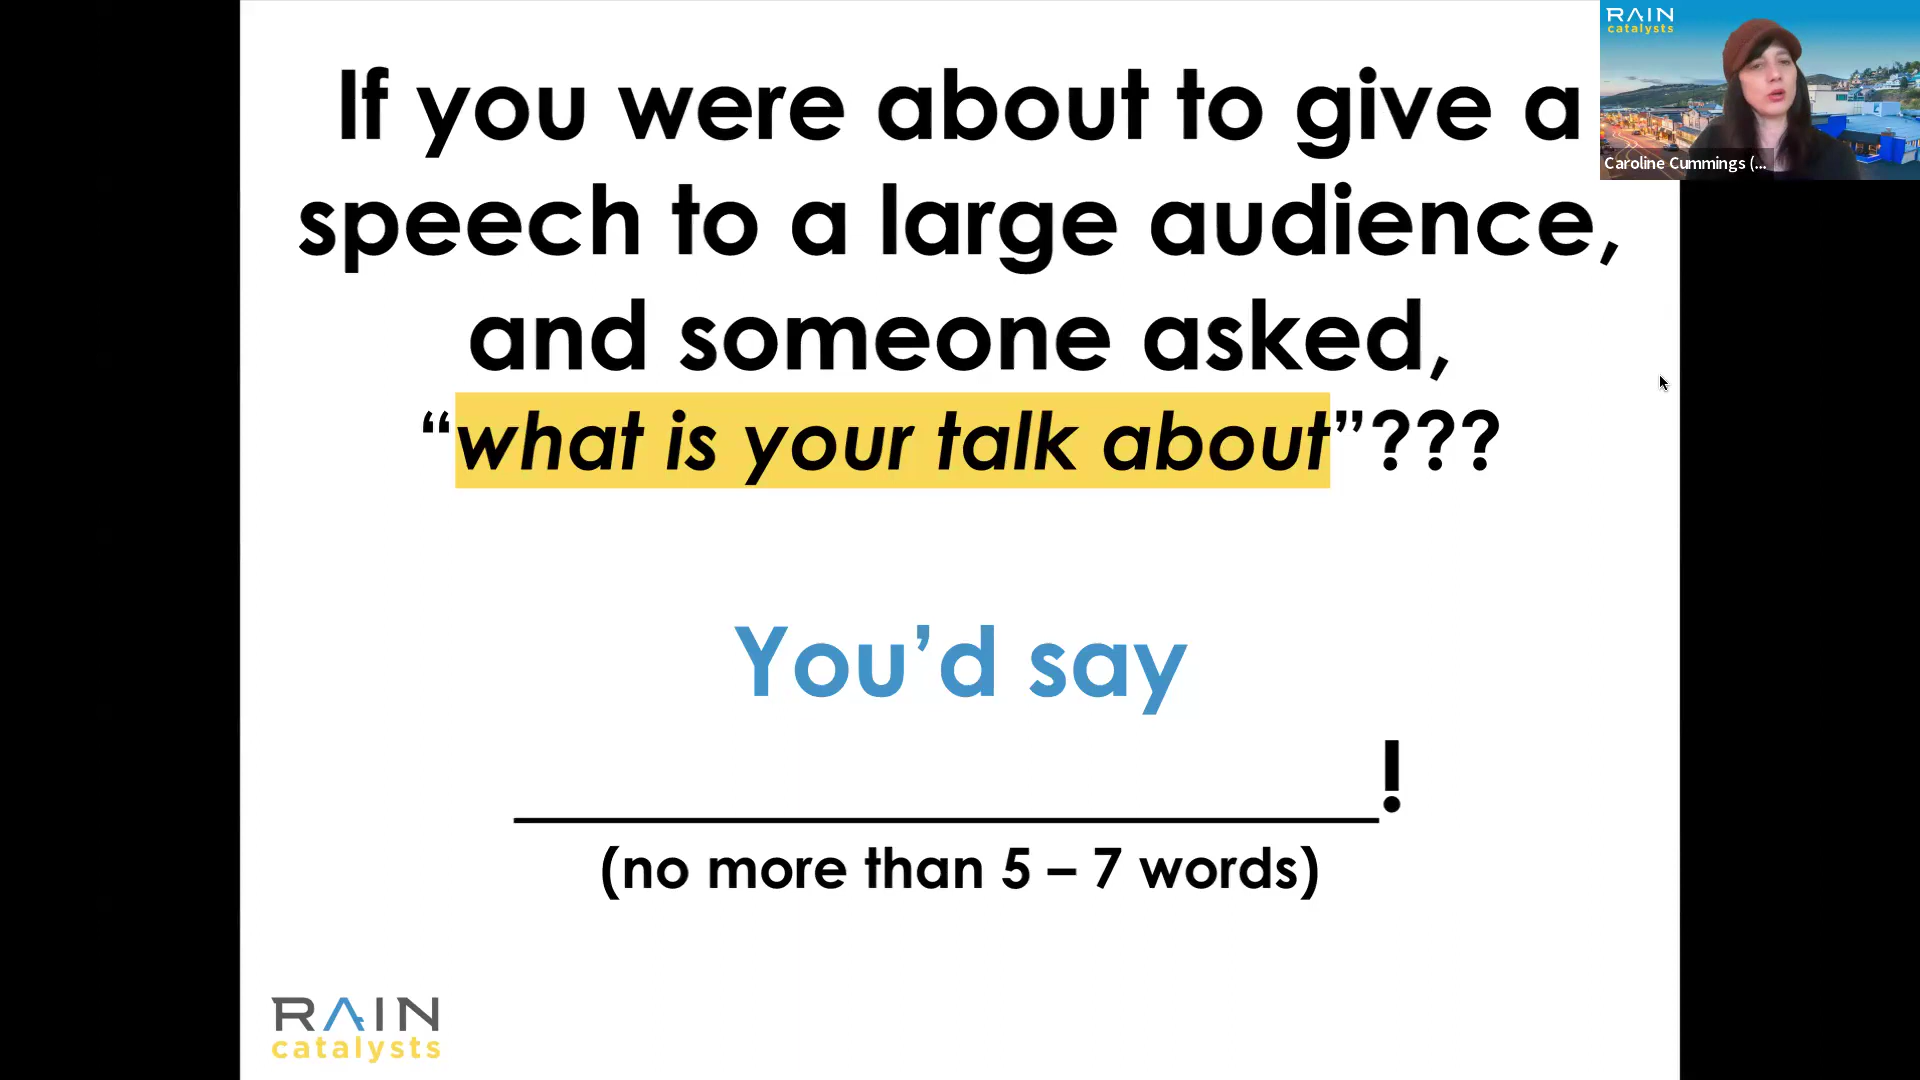 If you were about to give a
speech to a large audience,
and someone asked,
“what is your talk about”???
You’d say
____________________!
(no more than 5 – 7 words)
RAIN
catalysts
RAIN
catalysts
Caroline Cummings (...